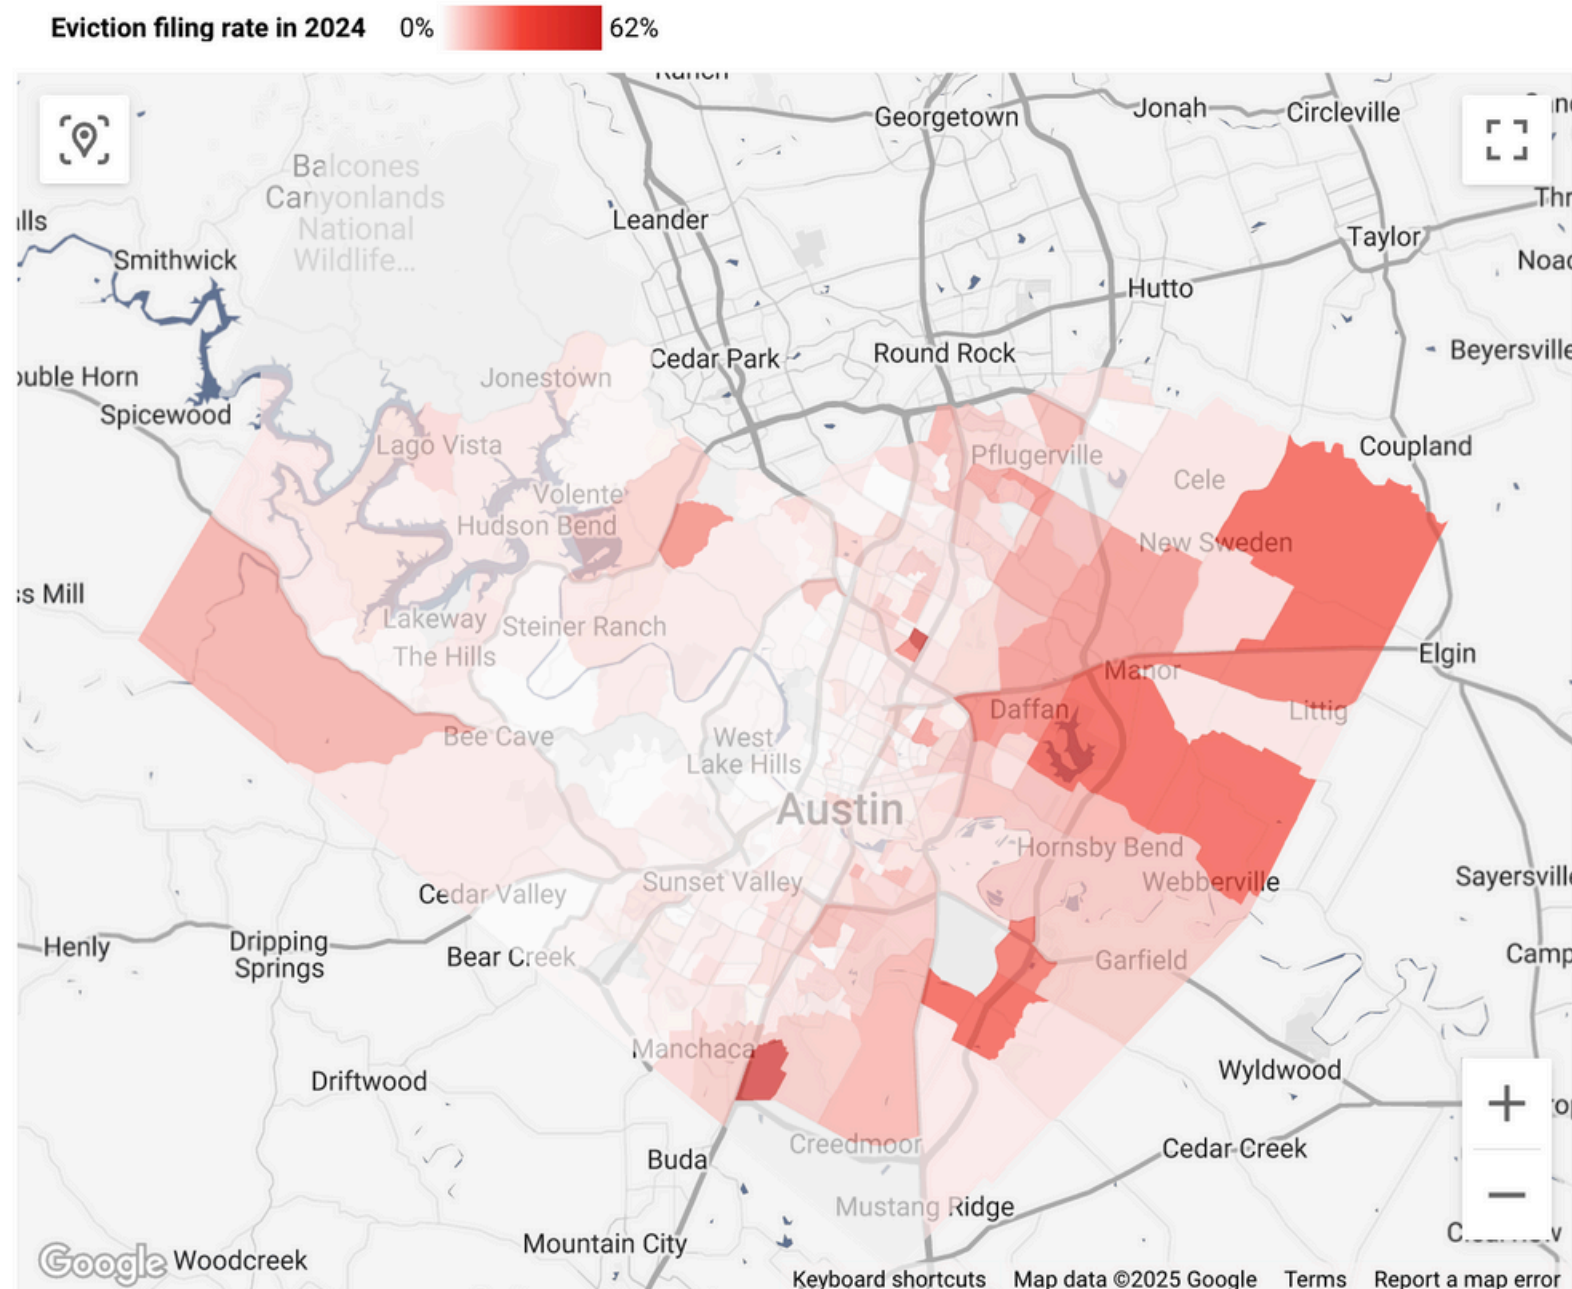 Eviction filing rate in 2024 0% 62%
Georgetown
Jonah
Circleville
Balcones
Canyonlands
National
Wildlife...
Leander
Taylor
Smithwick
Hutto
Cedar Park
Round Rock
Beyersville
Jonestown
Spicewood
Lago Vista
Pflugerville
Coupland
Cele
Volente
Hudson Bend
New Sweden
Lakeway
Steiner Ranch
The Hills
Manor
Elgin
Daffan
Littig
Bee Cave
West
Lake Hills
Austin
Hornsby Bend
Cedar Valley
Sunset Valley
Webberville
Sayersville
Henly
Dripping
Springs
Bear Creek
Garfield
Camp
Manchaca
Driftwood
Wyldwood
+
Creedmoor
Buda
Cedar Creek
−
Mustang Ridge
Mountain City
Google
Woodcreek
Keyboard shortcuts Map data ©2025 Google Terms Report a map error